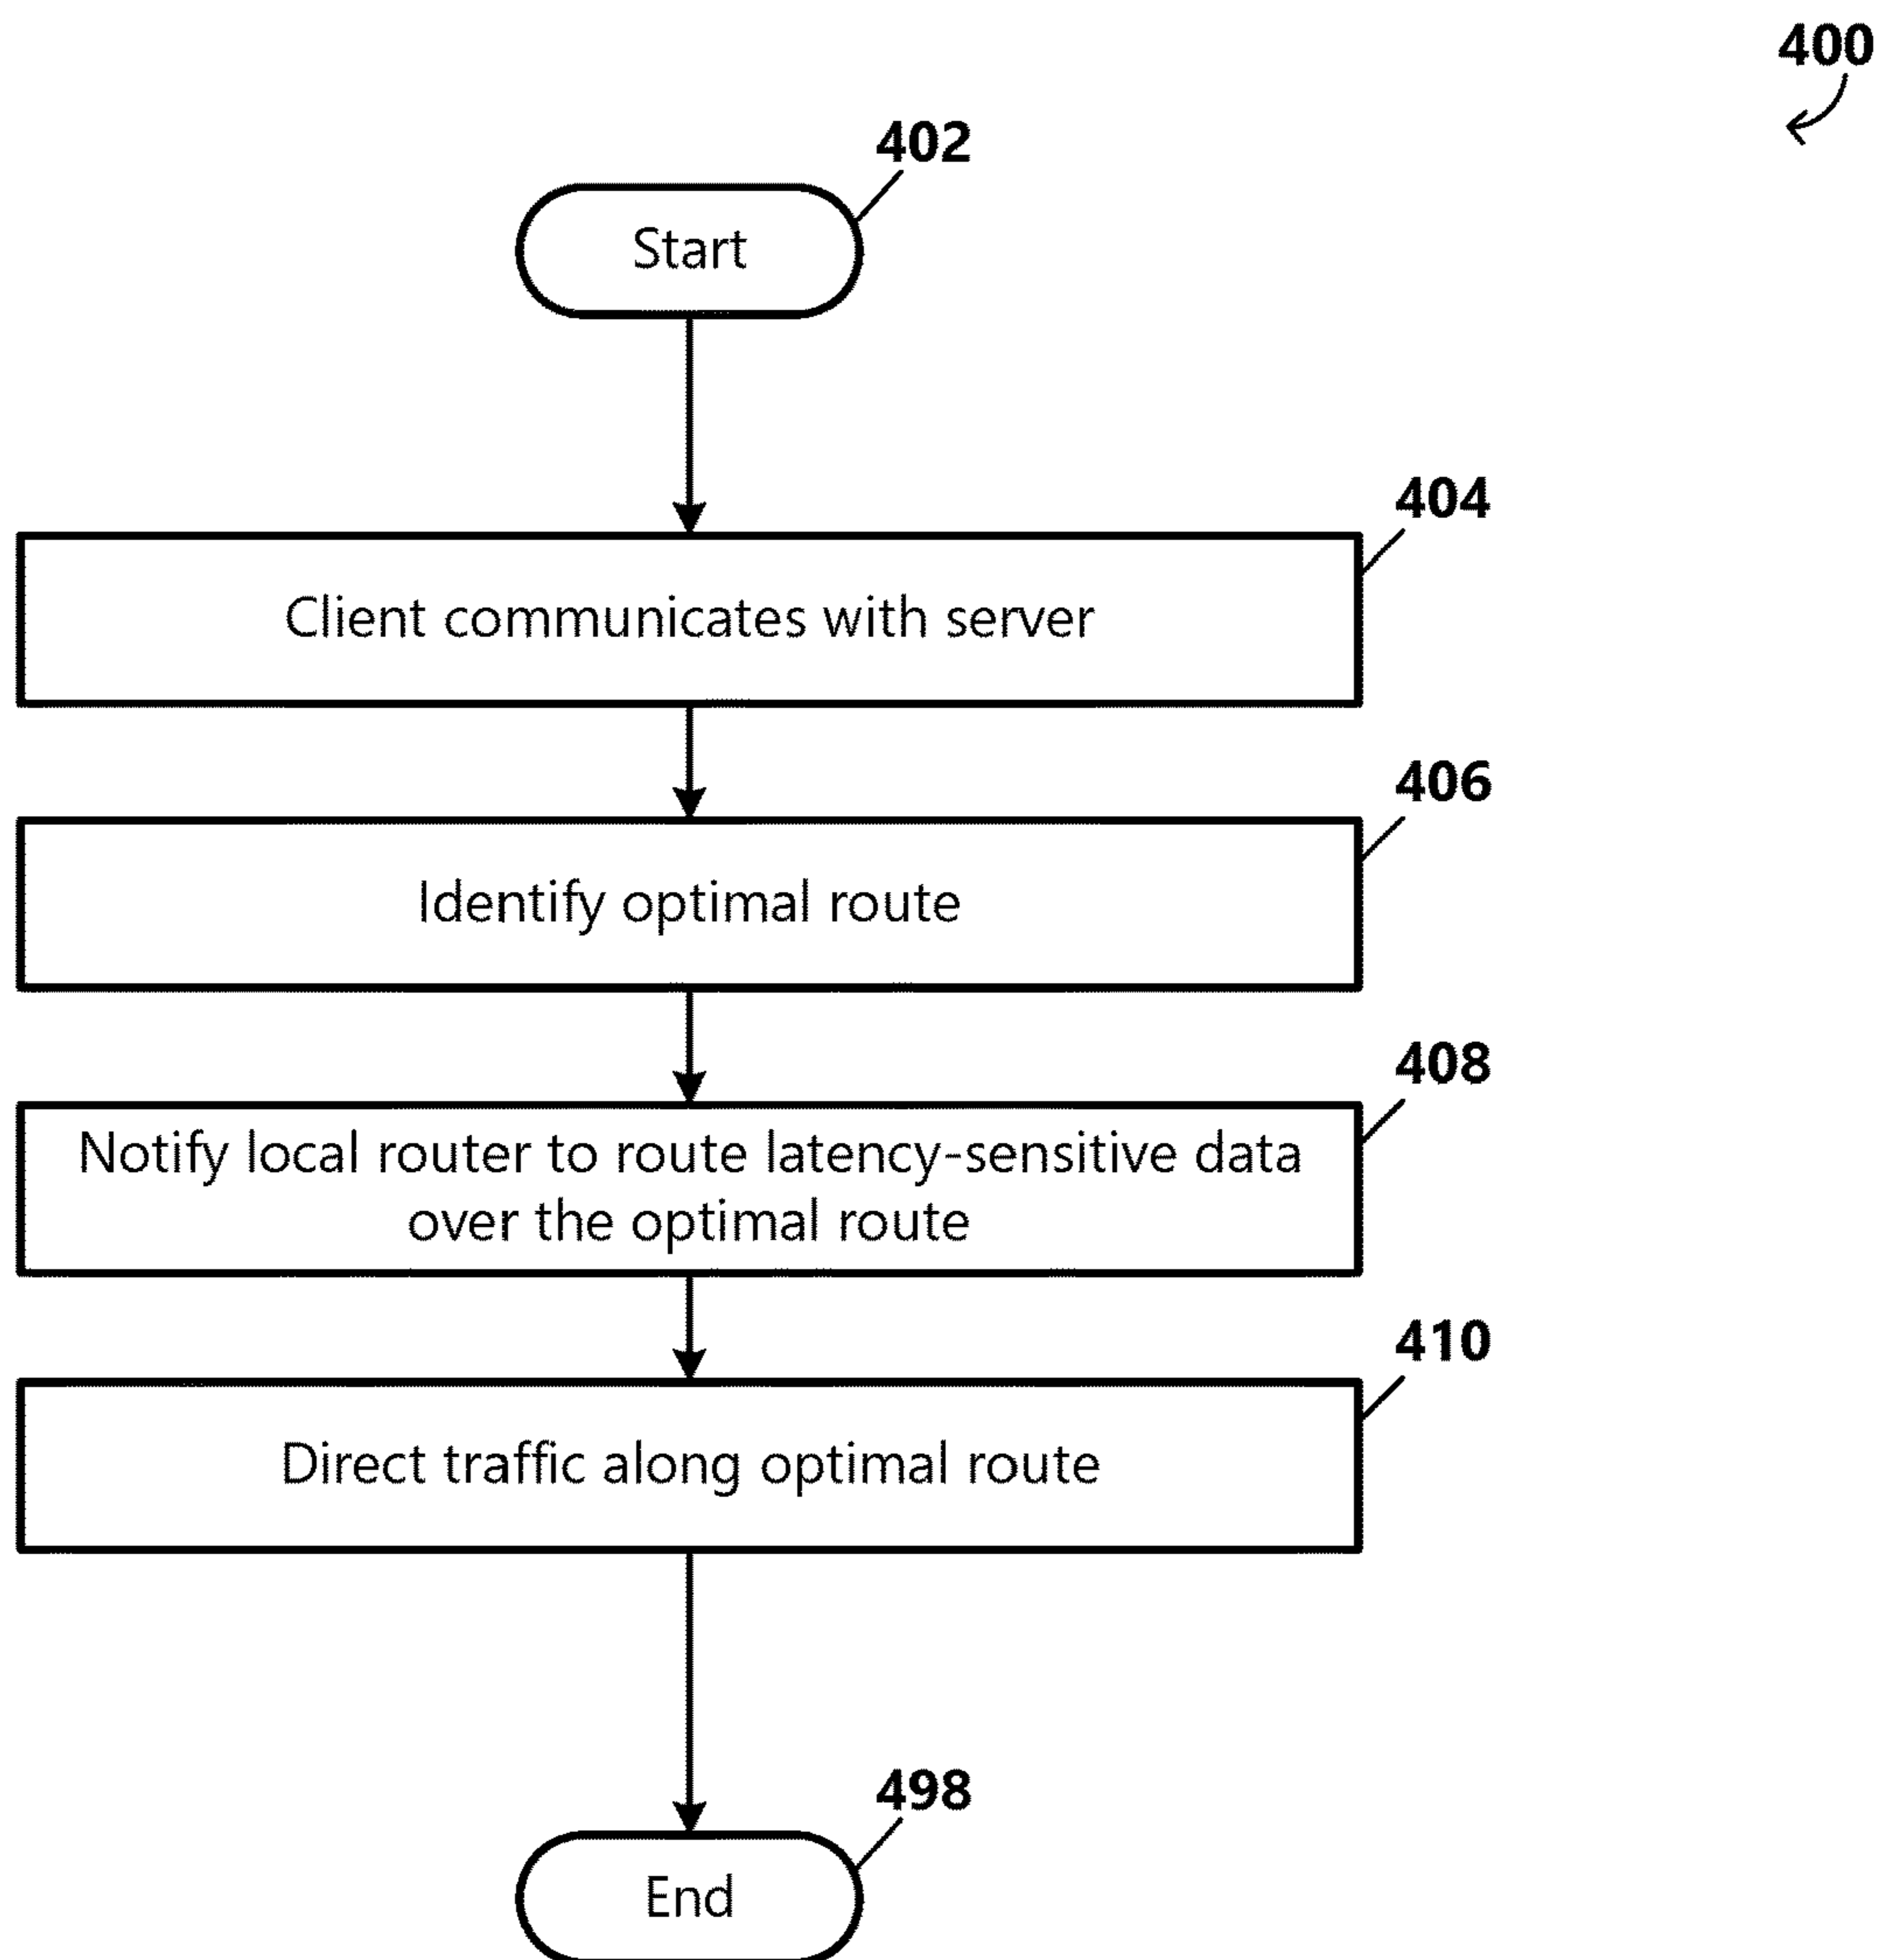 400
402
Start
404
Client communicates with server
406
Identify optimal route
408
Notify local router to route latency-sensitive data
over the optimal route
410
Direct traffic along optimal route
498
End